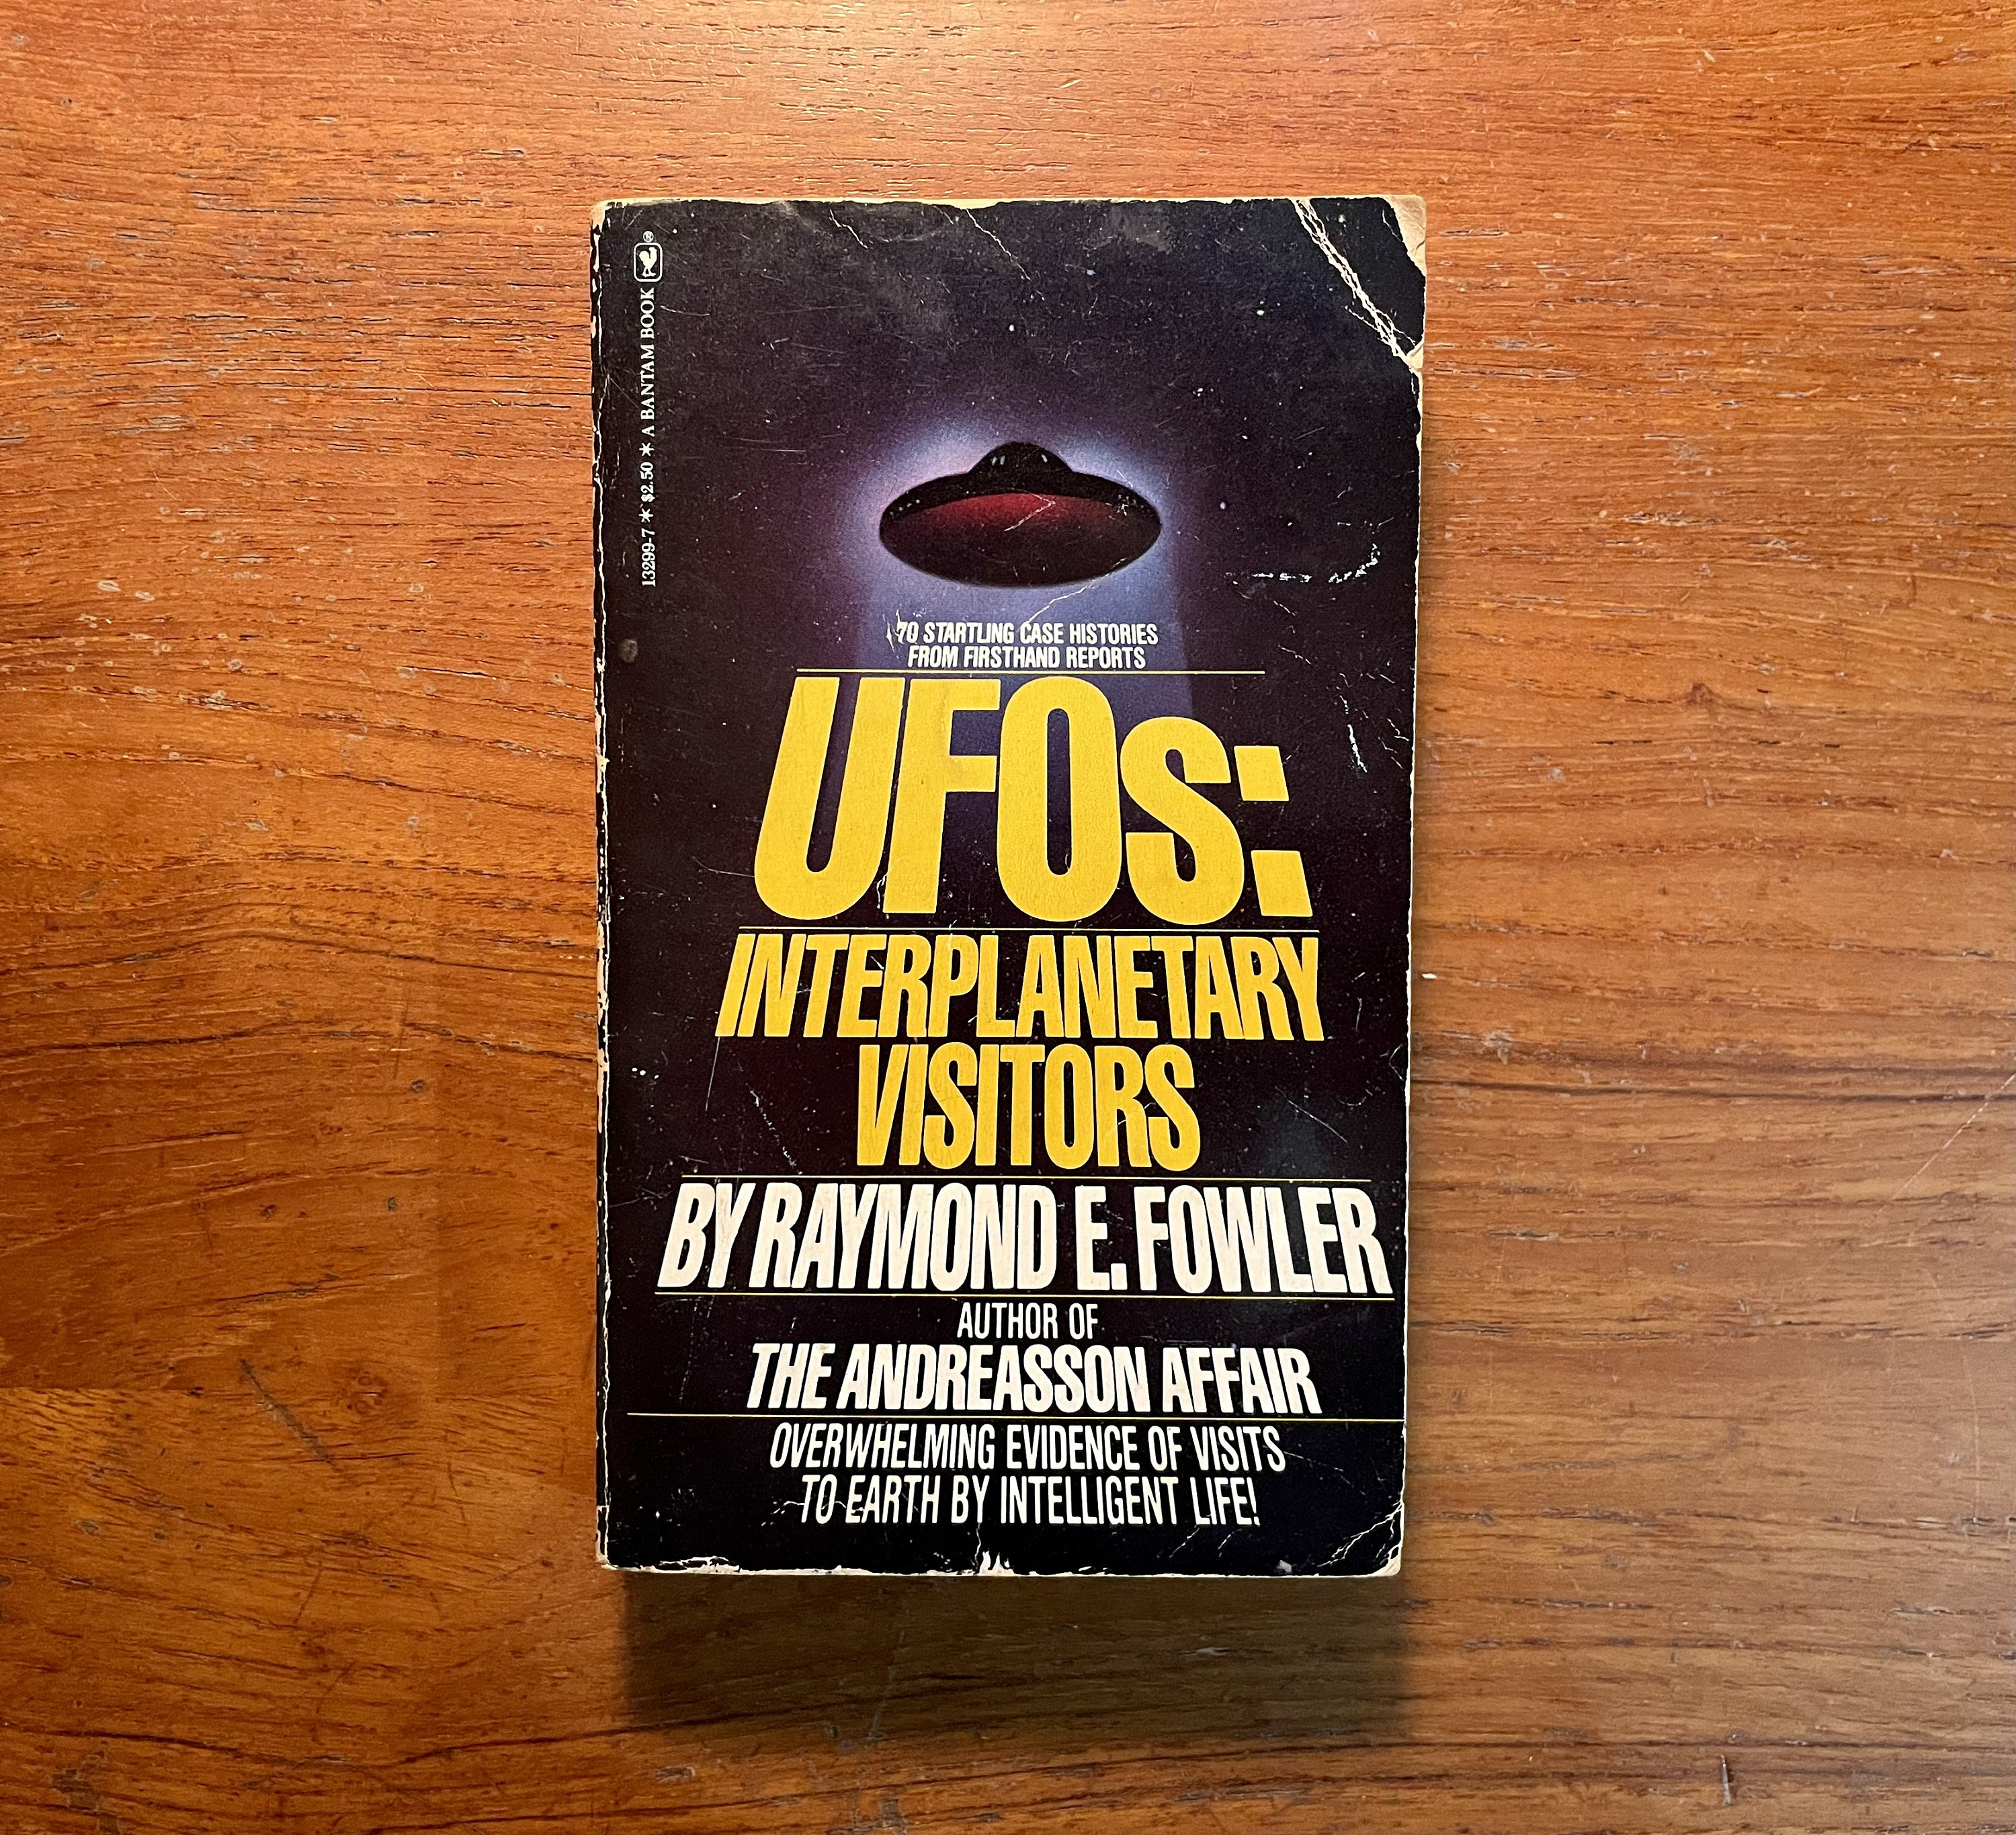 13299-7 * $2.50 * A BANTAM BOOK ®
70 STARTLING CASE HISTORIES
FROM FIRSTHAND REPORTS
UFOs:
INTERPLANETARY
VISITORS
BY RAYMOND E. FOWLER
AUTHOR OF
THE ANDREASSON AFFAIR
OVERWHELMING EVIDENCE OF VISITS
TO EARTH BY INTELLIGENT LIFE!